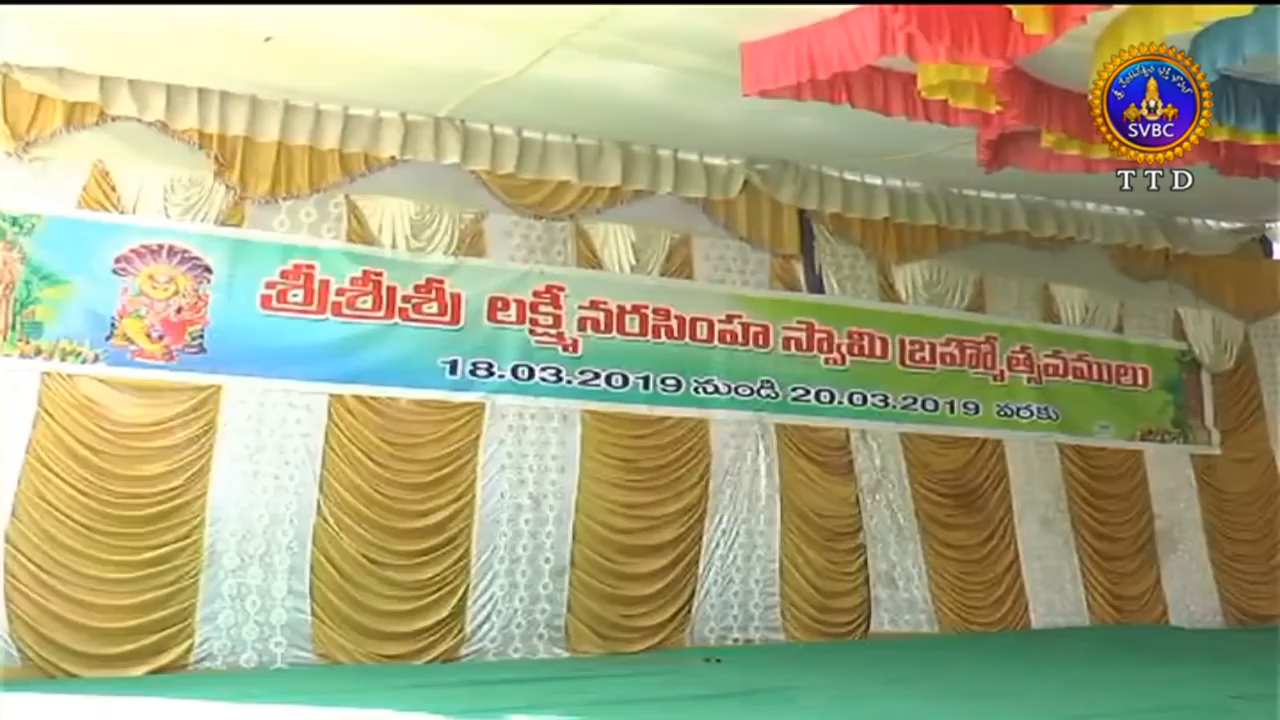 శ్రీశ్రీశ్రీ లక్ష్మీ నరసింహ స్వామి బ్రహ్మోత్సవములు
18.03.2019 నుండి 20.03.2019 వరకు
SVBC
TTD